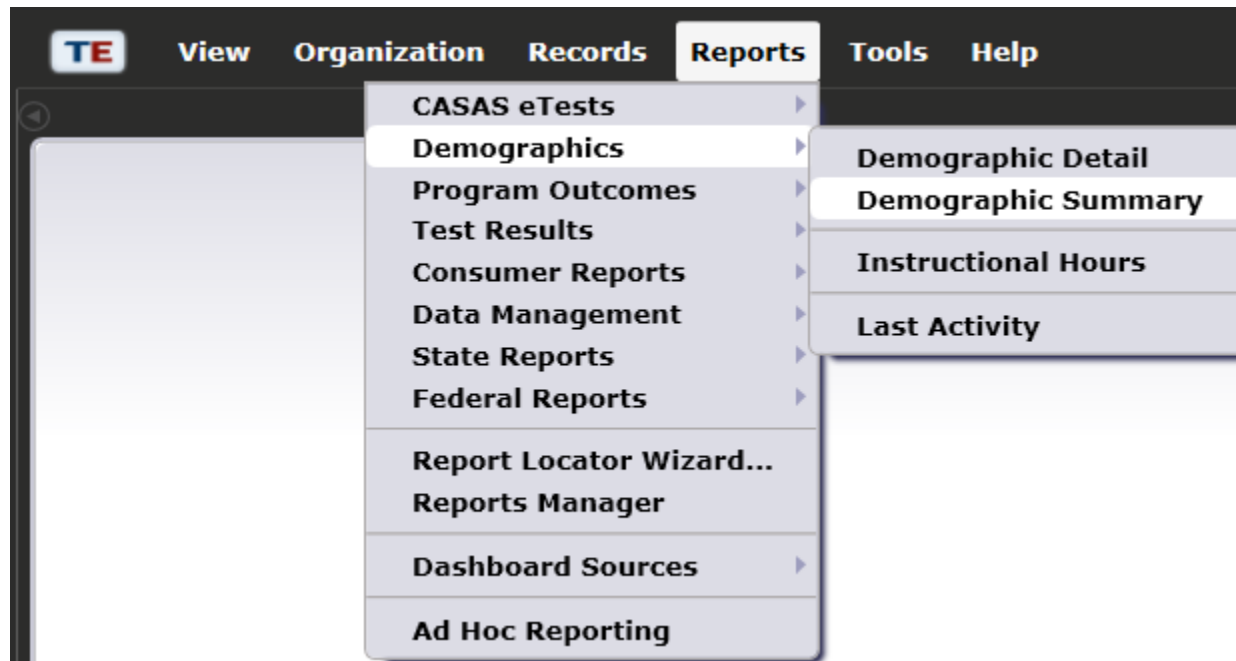 TE View Organization Records Reports Tools Help
CASAS eTests
Demographics
Program Outcomes
Test Results
Consumer Reports
Data Management
State Reports
Federal Reports
Report Locator Wizard...
Reports Manager
Dashboard Sources
Ad Hoc Reporting
Demographic Detail
Demographic Summary
Instructional Hours
Last Activity